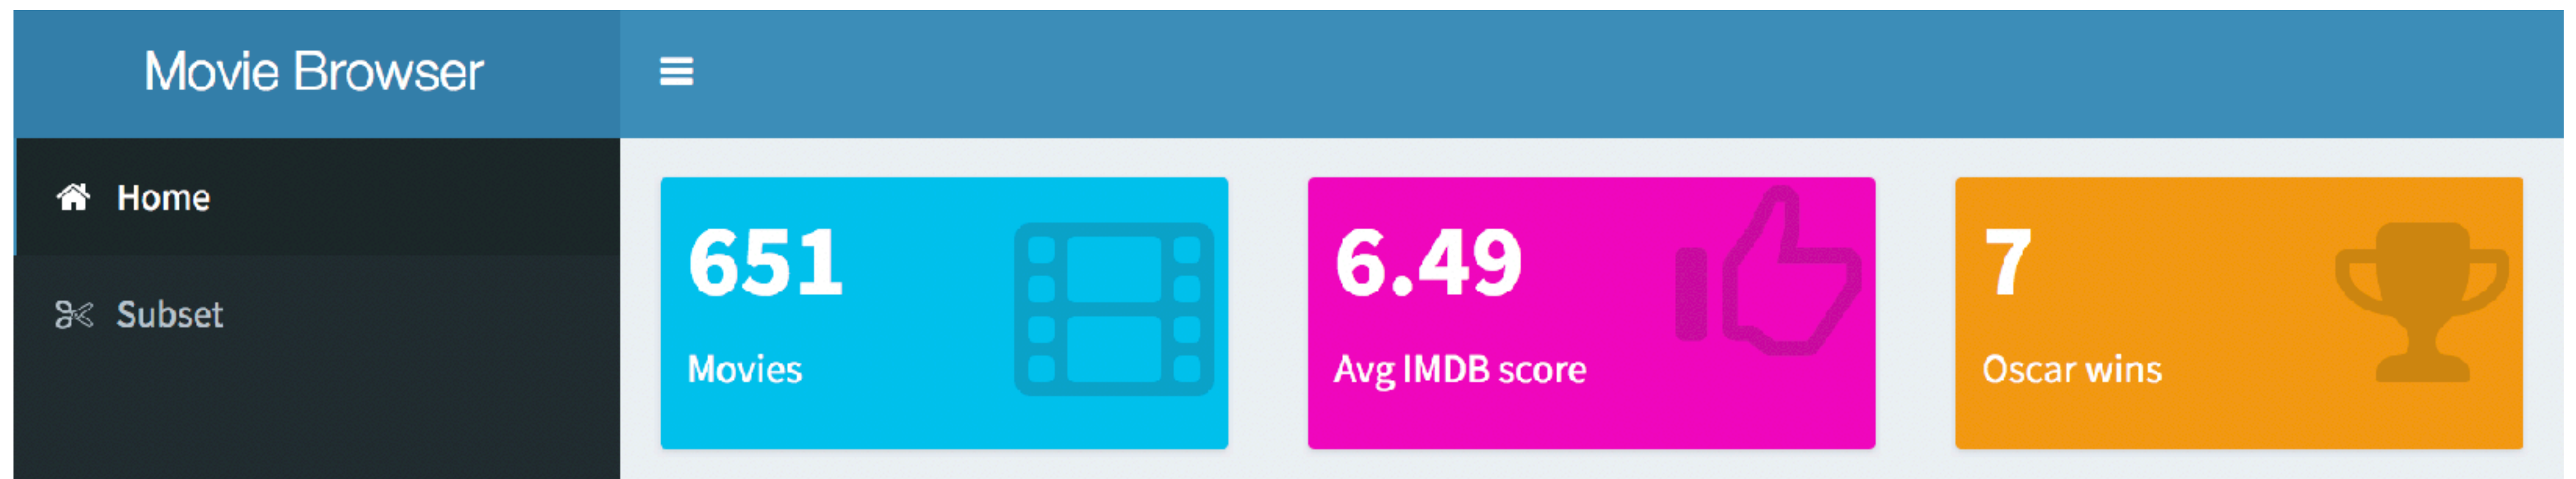 Movie Browser
Home
Subset
651
Movies
6.49
Avg IMDB score
7
Oscar wins